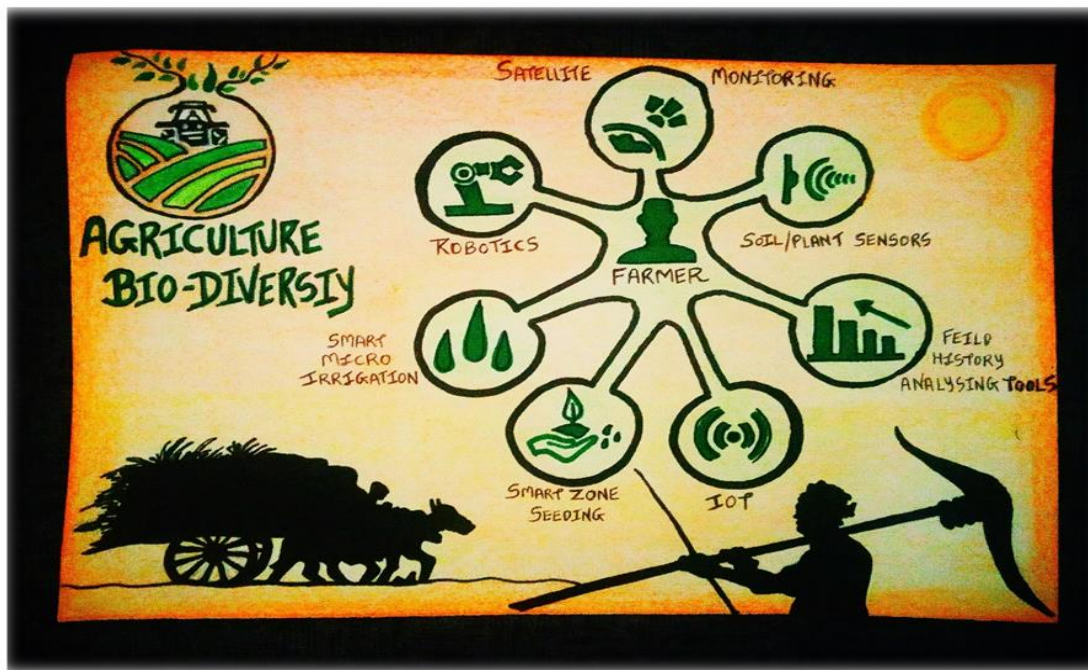 AGRICULTURE
BIO-DIVERSIY
SATELLITE MONITORING
ROBOTICS
SOIL/PLANT SENSORS
FARMER
SMART
MICRO
IRRIGATION
FEILD
HISTORY
ANALYSING TOOLS
SMART ZONE
SEEDING
IOT